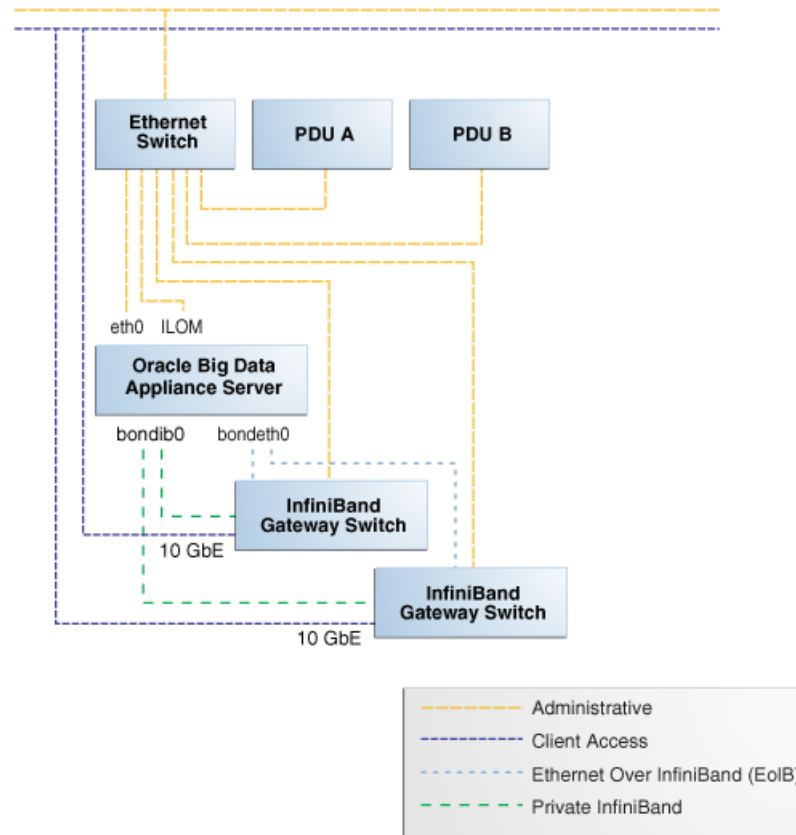 Ethernet
Switch
PDU A
PDU B
eth0
ILOM
Oracle Big Data
Appliance Server
bondib0
bondeth0
InfiniBand
Gateway Switch
10 GbE
InfiniBand
Gateway Switch
10 GbE
Administrative
Client Access
Ethernet Over InfiniBand (EoIB)
Private InfiniBand